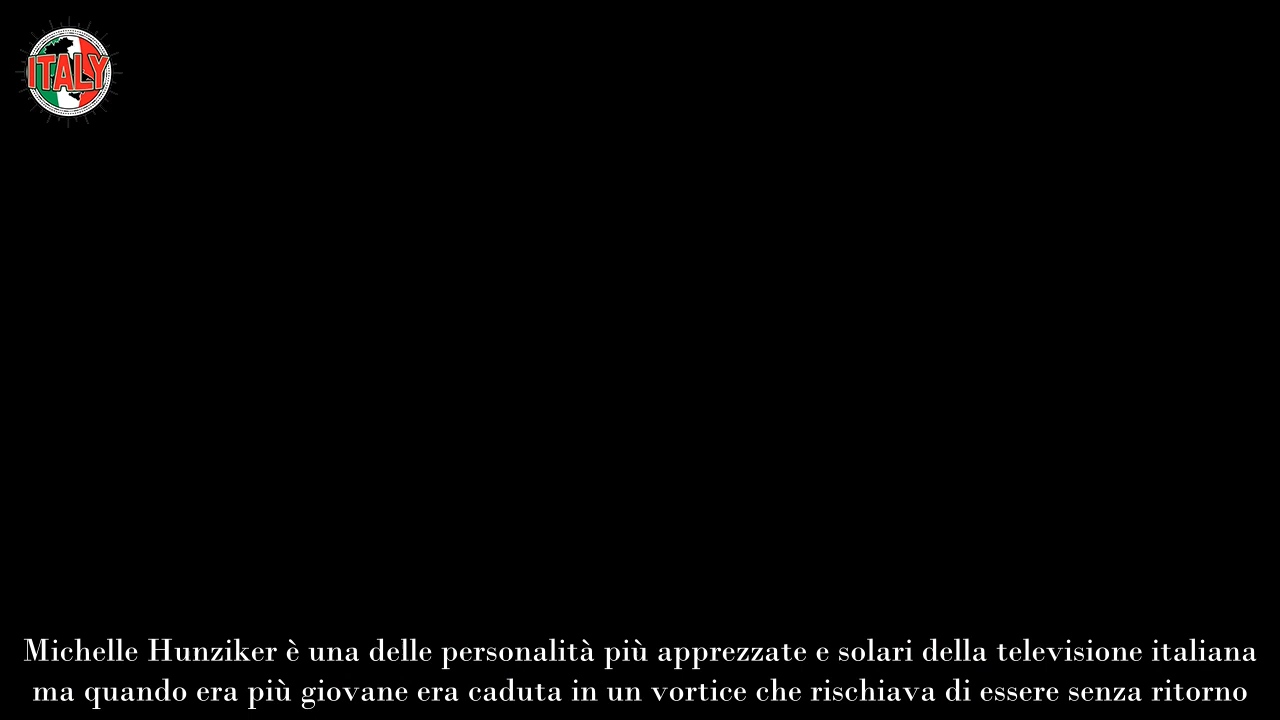 ITALY
Michelle Hunziker è una delle personalità più apprezzate e solari della televisione italiana
ma quando era più giovane era caduta in un vortice che rischiava di essere senza ritorno